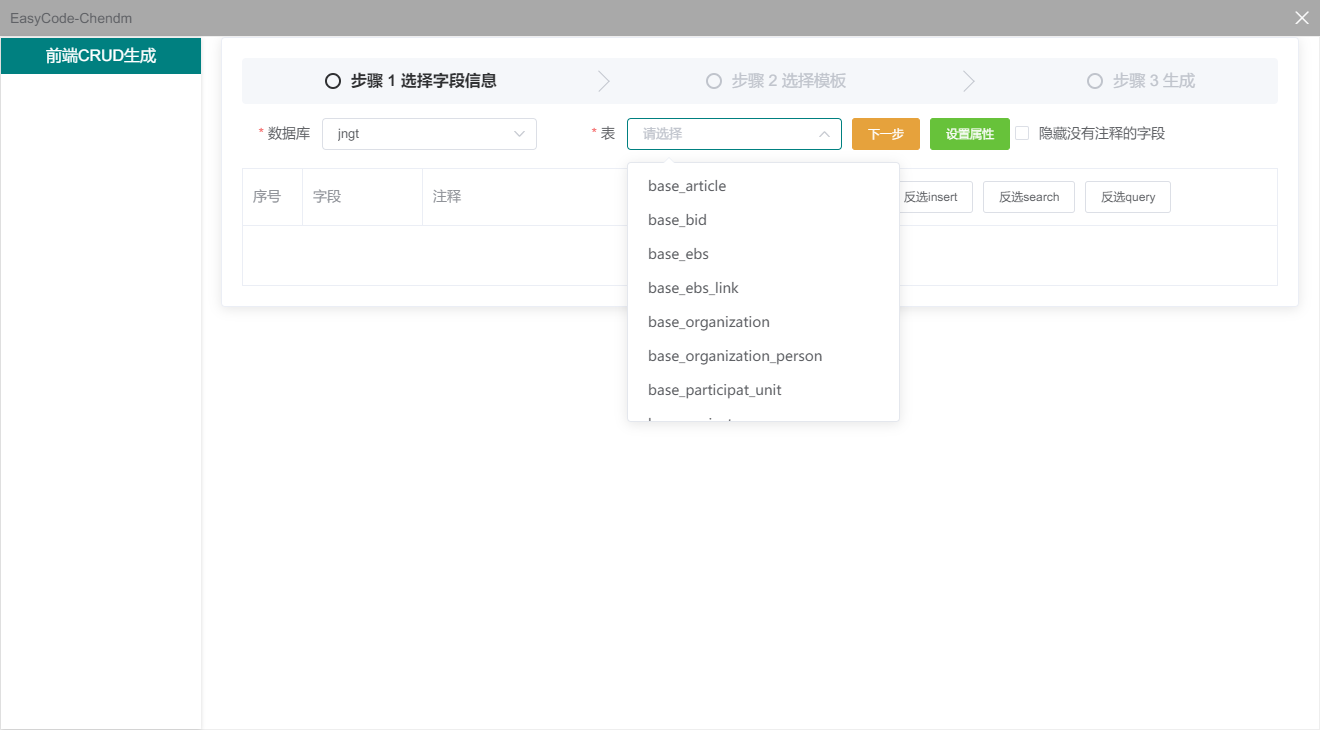 EasyCode-Chendm
前端CRUD生成
步骤 1 选择字段信息
步骤 2 选择模板
步骤 3 生成
* 数据库
jngt
* 表
请选择
下一步
设置属性
隐藏没有注释的字段
序号
字段
注释
反选insert
反选search
反选query
base_article
base_bid
base_ebs
base_ebs_link
base_organization
base_organization_person
base_participat_unit